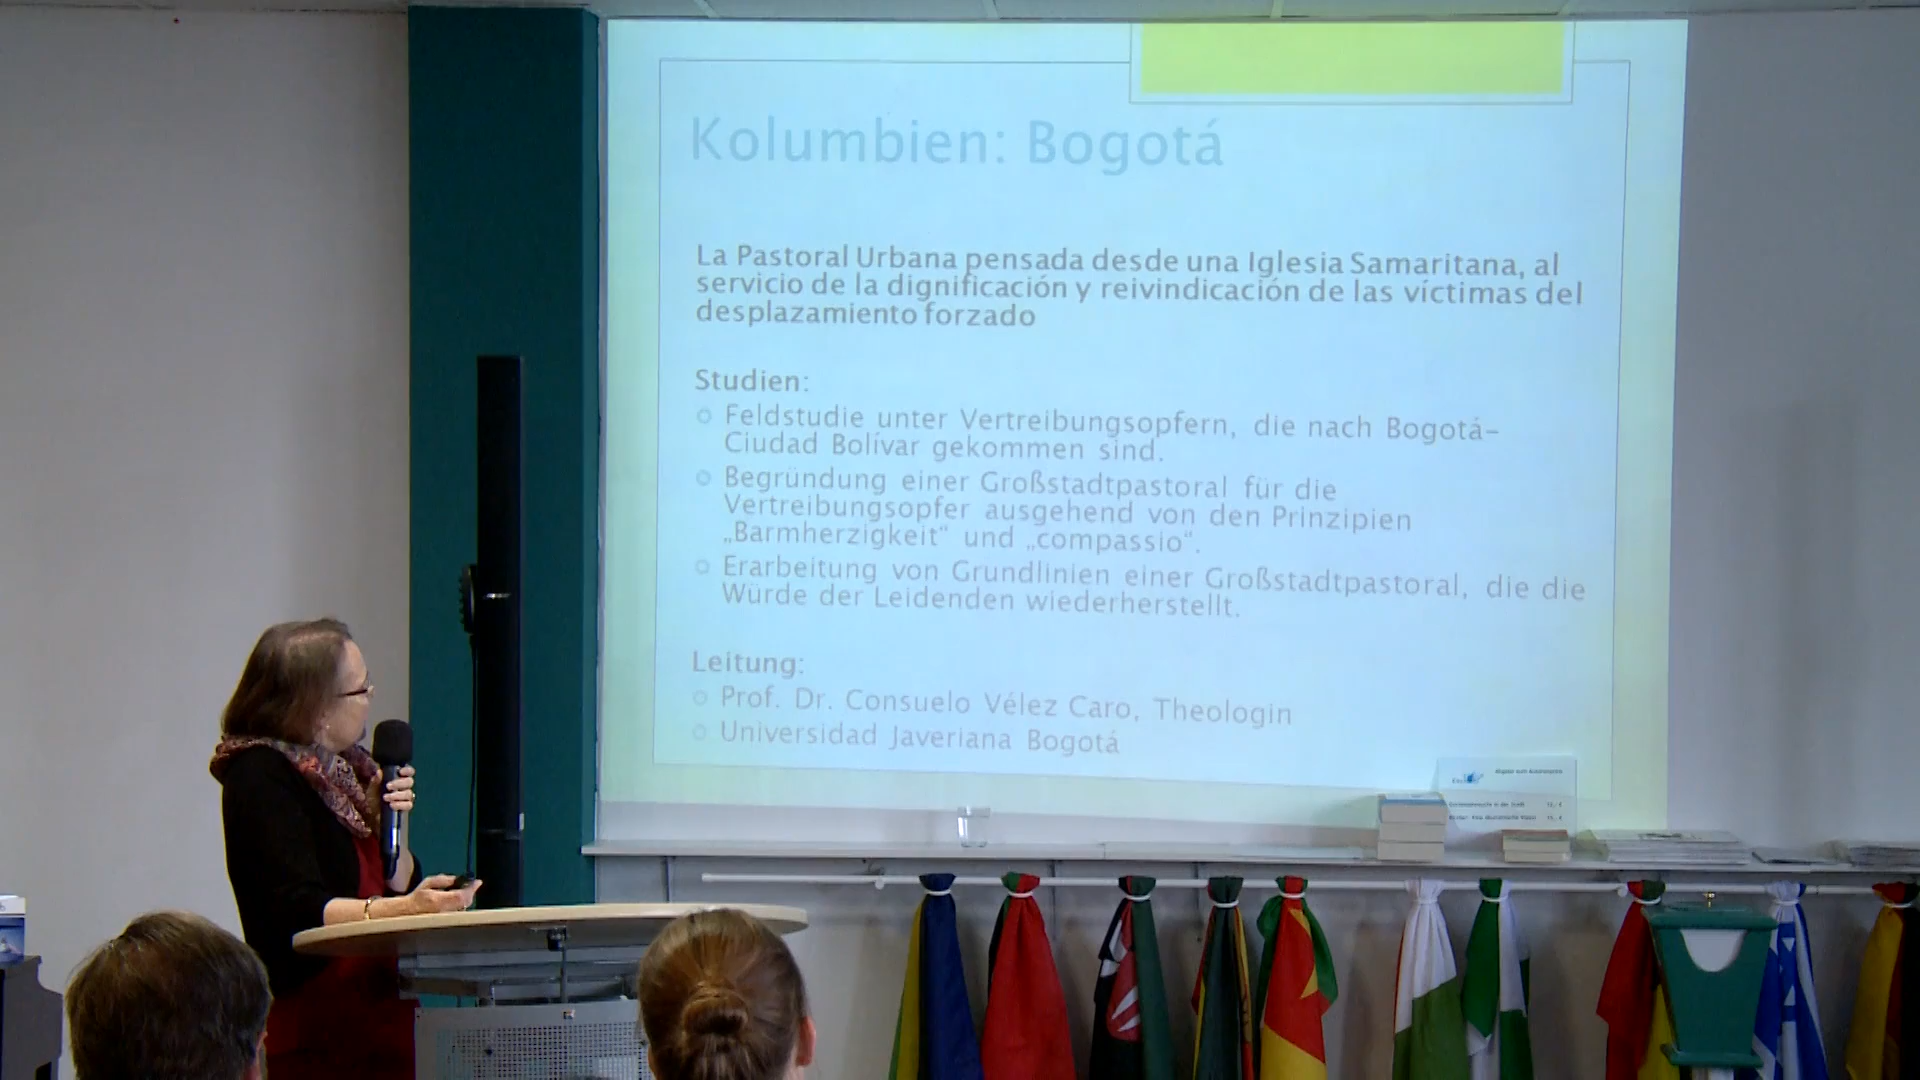 Kolumbien: Bogotá
La Pastoral Urbana pensada desde una Iglesia Samaritana, al
servicio de la dignificación y reivindicación de las víctimas del
desplazamiento forzado
Studien:
Feldstudie unter Vertreibungsopfern, die nach Bogotá-
Ciudad Bolívar gekommen sind.
Begründung einer Großstadtpastoral für die
Vertreibungsopfer ausgehend von den Prinzipien
„Barmherzigkeit“ und „compassio“.
Erarbeitung von Grundlinien einer Großstadtpastoral, die die
Würde der Leidenden wiederherstellt.
Leitung:
Prof. Dr. Consuelo Vélez Caro, Theologin
Universidad Javeriana Bogotá